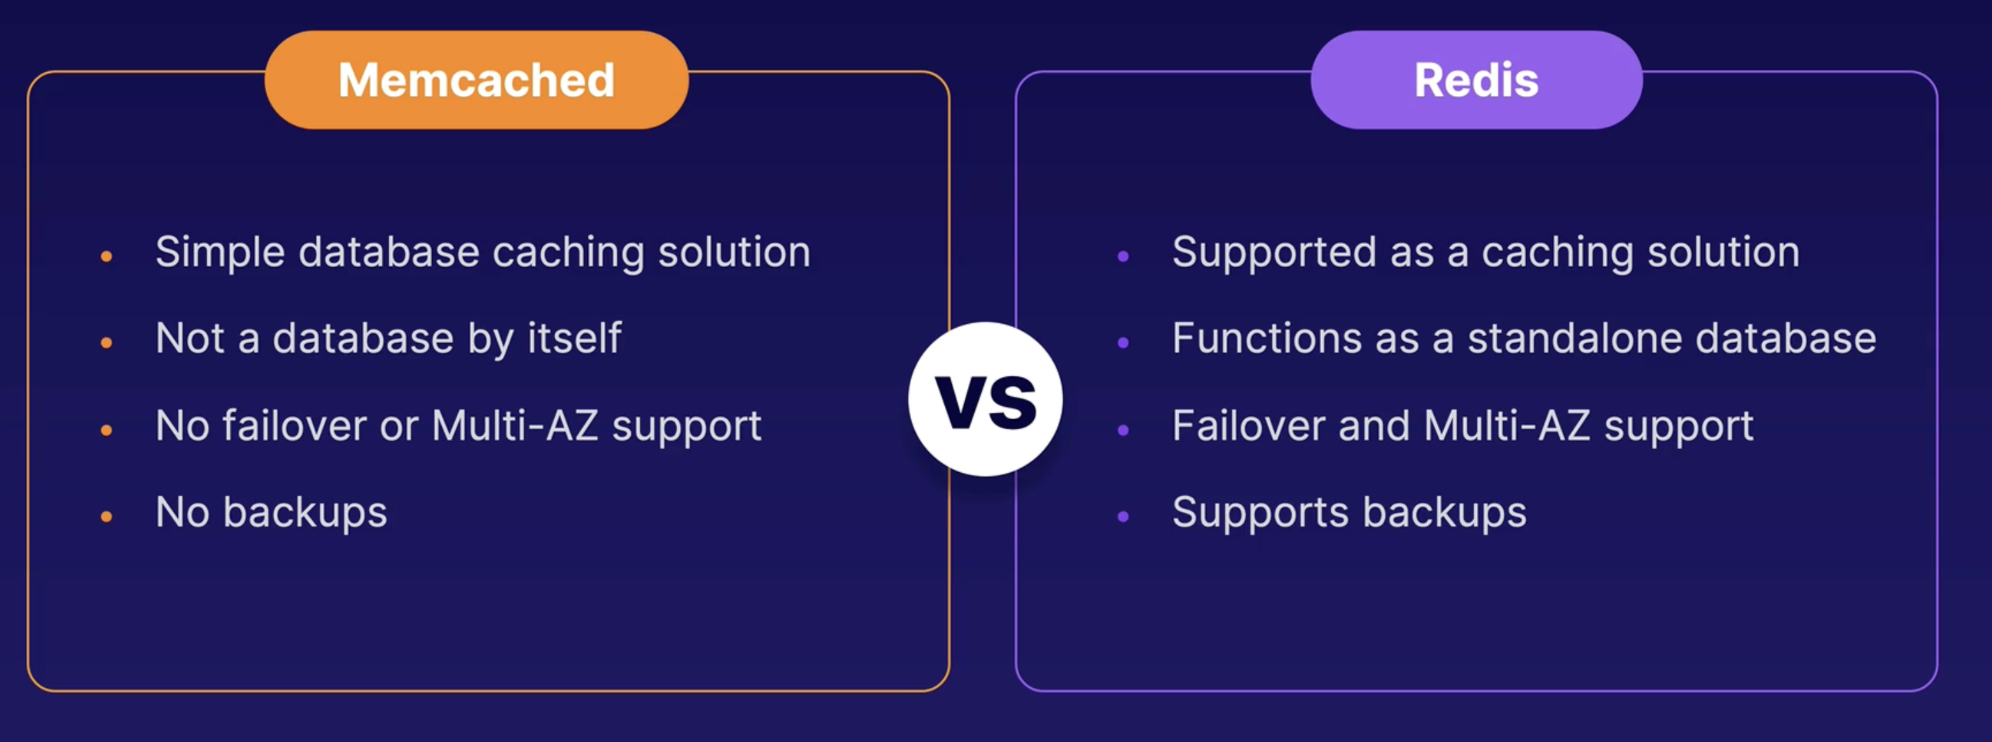 Memcached
Simple database caching solution
Not a database by itself
No failover or Multi-AZ support
No backups
VS
Redis
Supported as a caching solution
Functions as a standalone database
Failover and Multi-AZ support
Supports backups